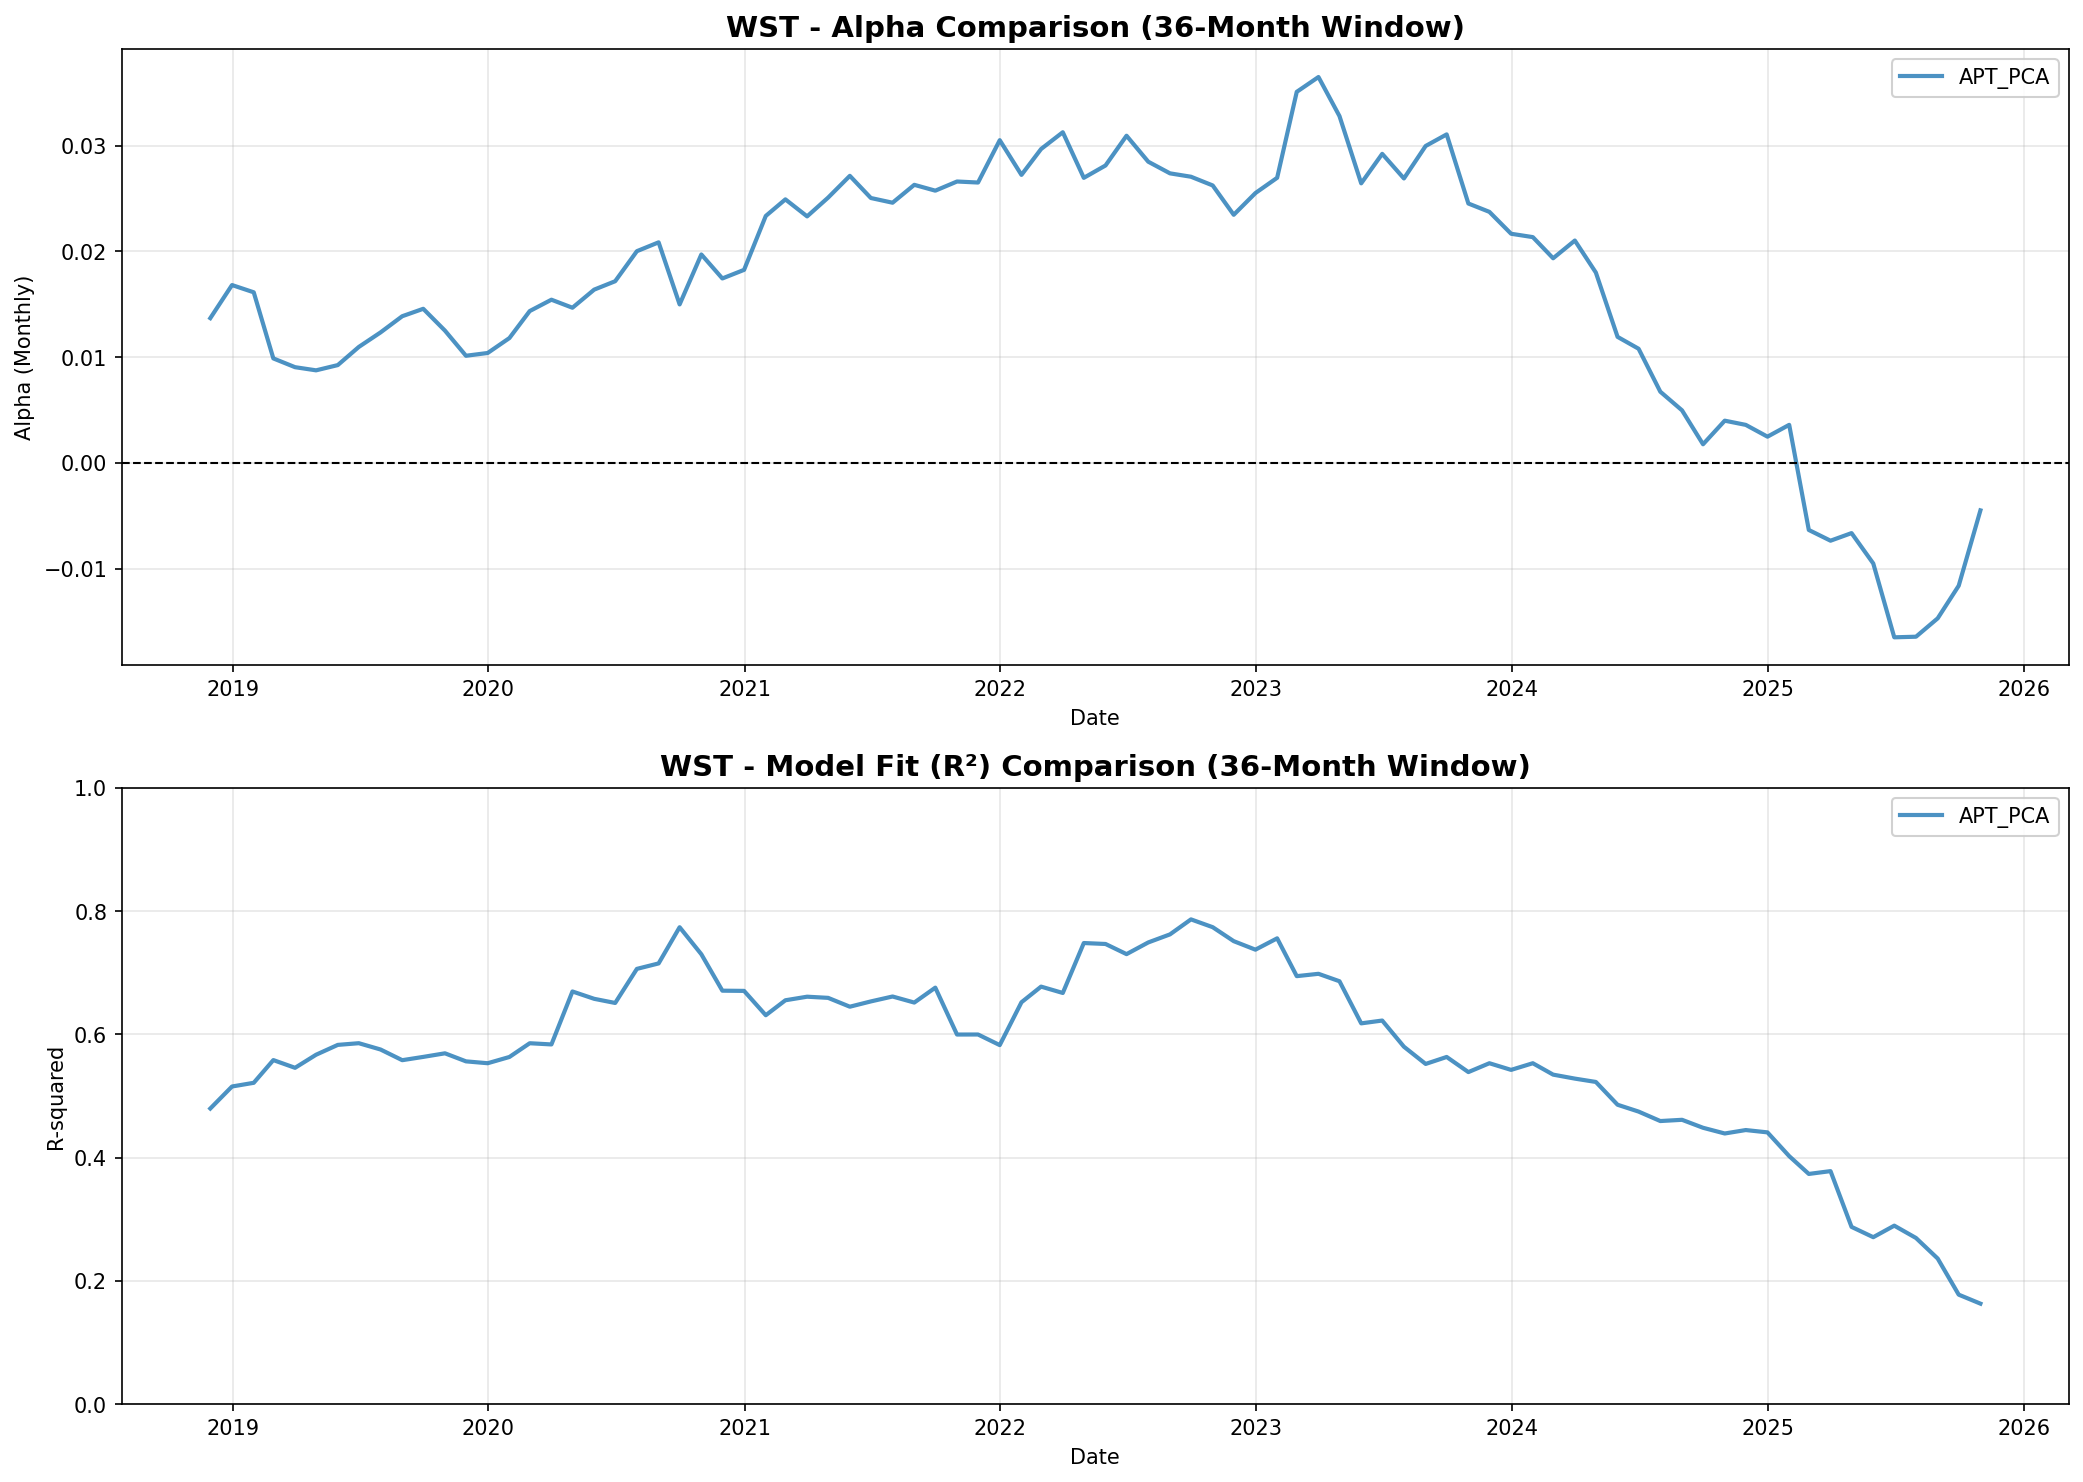 WST - Alpha Comparison (36-Month Window)
APT_PCA
Alpha (Monthly)
0.03
0.02
0.01
0.00
−0.01
2019 2020 2021 2022 2023 2024 2025 2026
Date
WST - Model Fit (R²) Comparison (36-Month Window)
APT_PCA
R-squared
1.0
0.8
0.6
0.4
0.2
0.0
2019 2020 2021 2022 2023 2024 2025 2026
Date